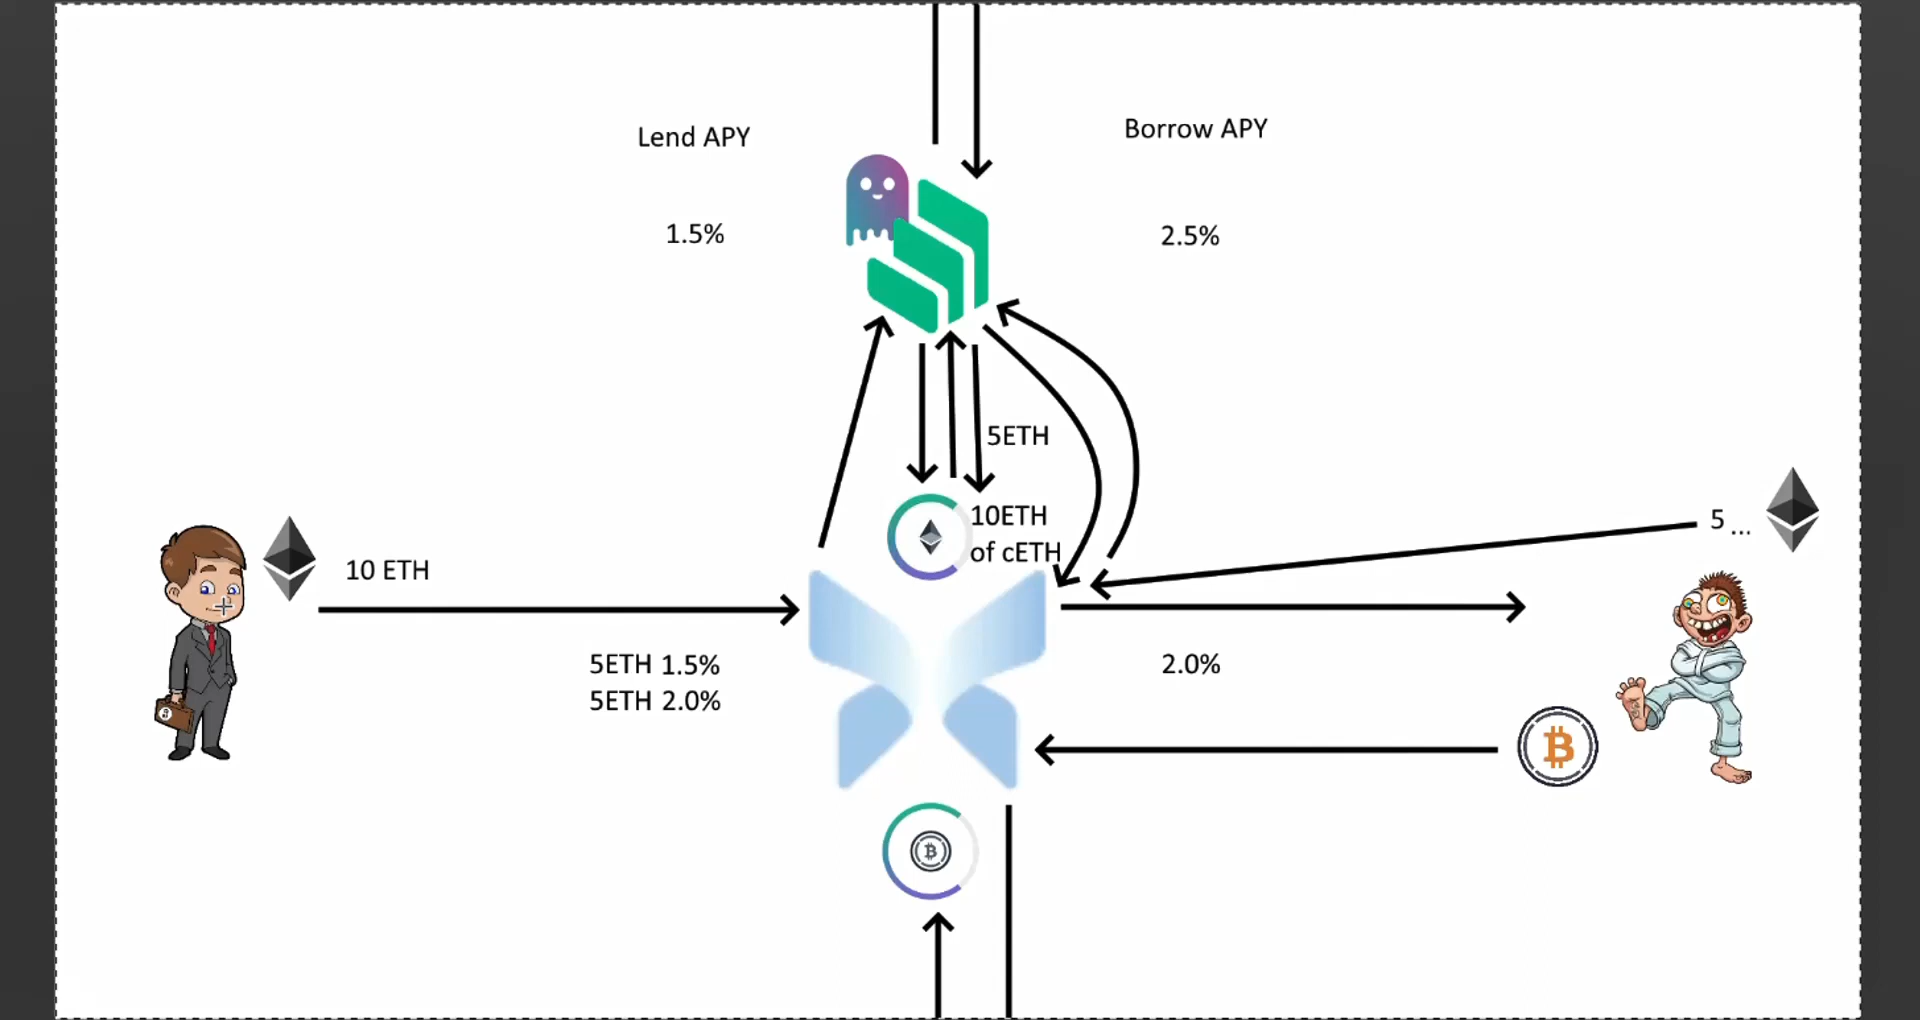 Lend APY
Borrow APY
1.5%
2.5%
5ETH
10ETH
of cETH
5 ...
10 ETH
5ETH 1.5%
5ETH 2.0%
2.0%